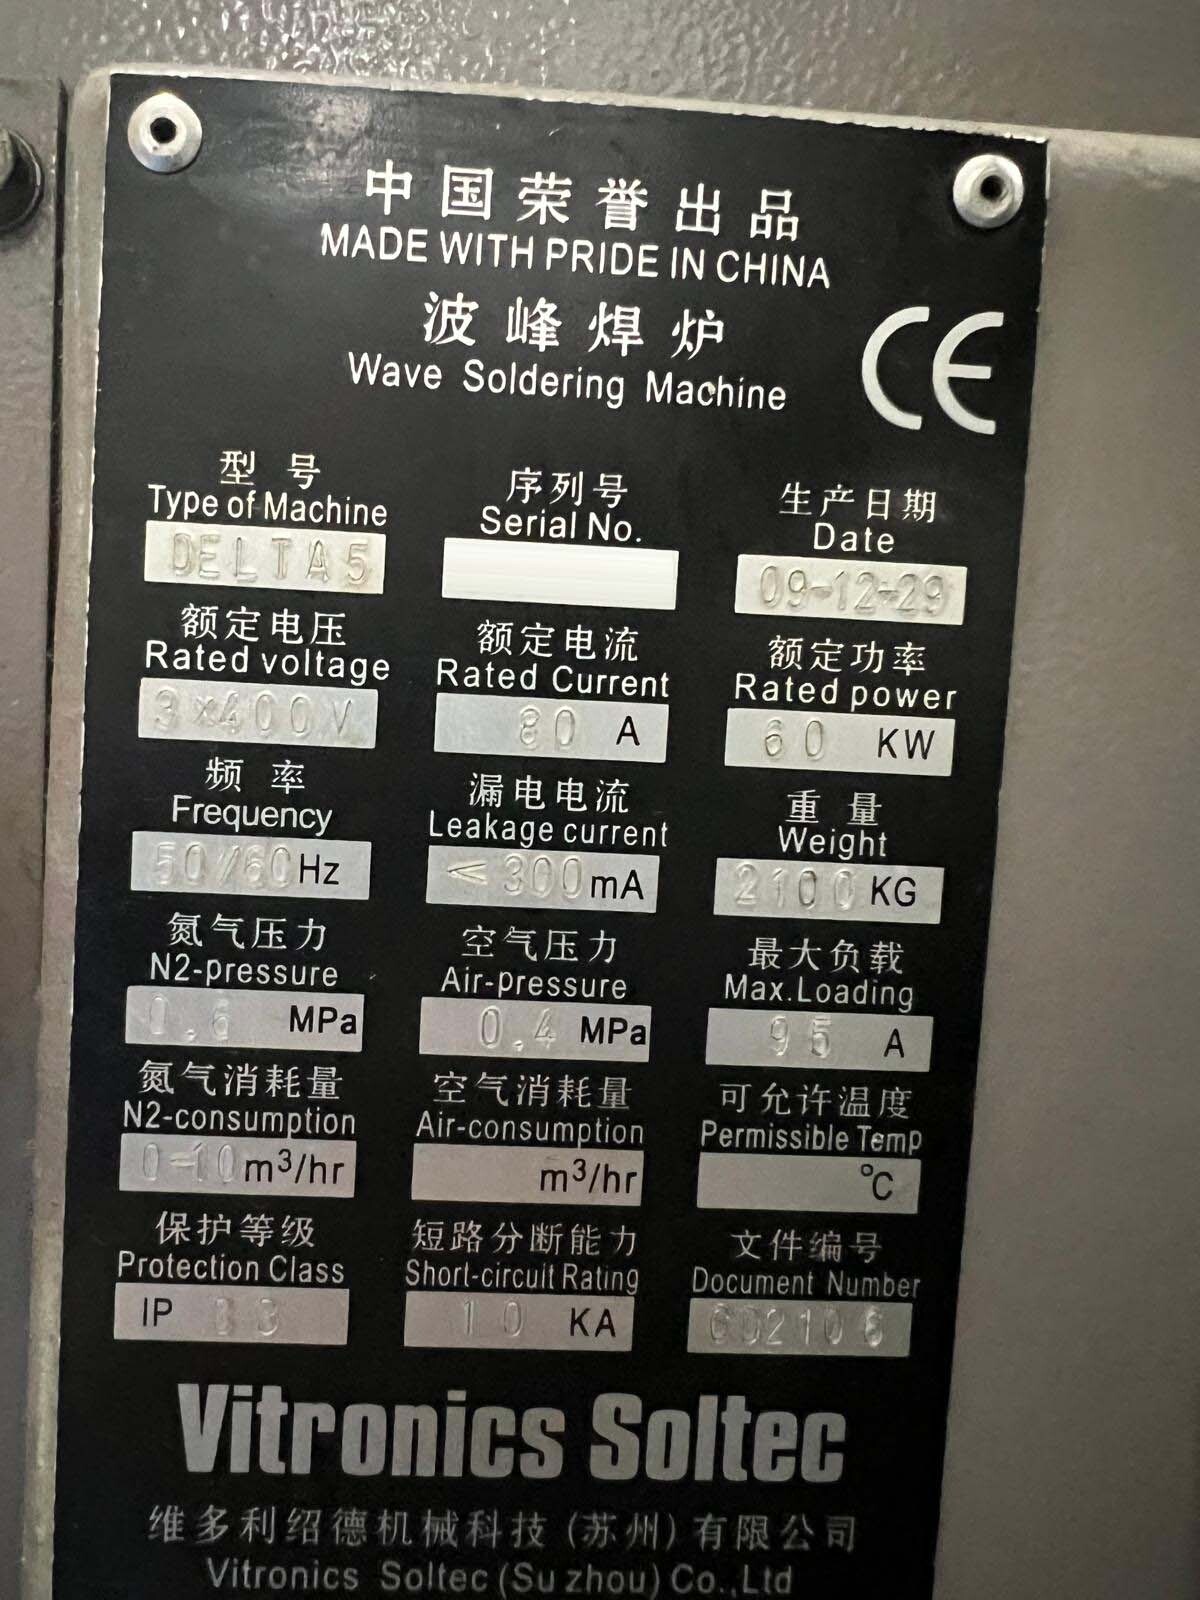 中国荣誉出品
MADE WITH PRIDE IN CHINA
波峰焊炉
Wave Soldering Machine
CE
型号 序列号 生产日期
Type of Machine Serial No. Date
DELTA5 09-12-29
额定电压 额定电流 额定功率
Rated voltage Rated Current Rated power
3×400V 80 A 60 KW
频率 漏电电流 重量
Frequency Leakage current Weight
50//60Hz ≤300mA 2100KG
氮气压力 空气压力 最大负载
N2-pressure Air-pressure Max.Loading
MPa 0.4 MPa 95 A
氮气消耗量 空气消耗量 可允许温度
N2-consumption Air-consumption Permissible Temp
0-10m³/hr m³/hr °C
保护等级 短路分断能力 文件编号
Protection Class Short-circuit Rating Document Number
IP 10 KA
Vitronics Soltec
维多利绍德机械科技(苏州)有限公司
Vitronics Soltec (Su zhou) Co.,Ltd